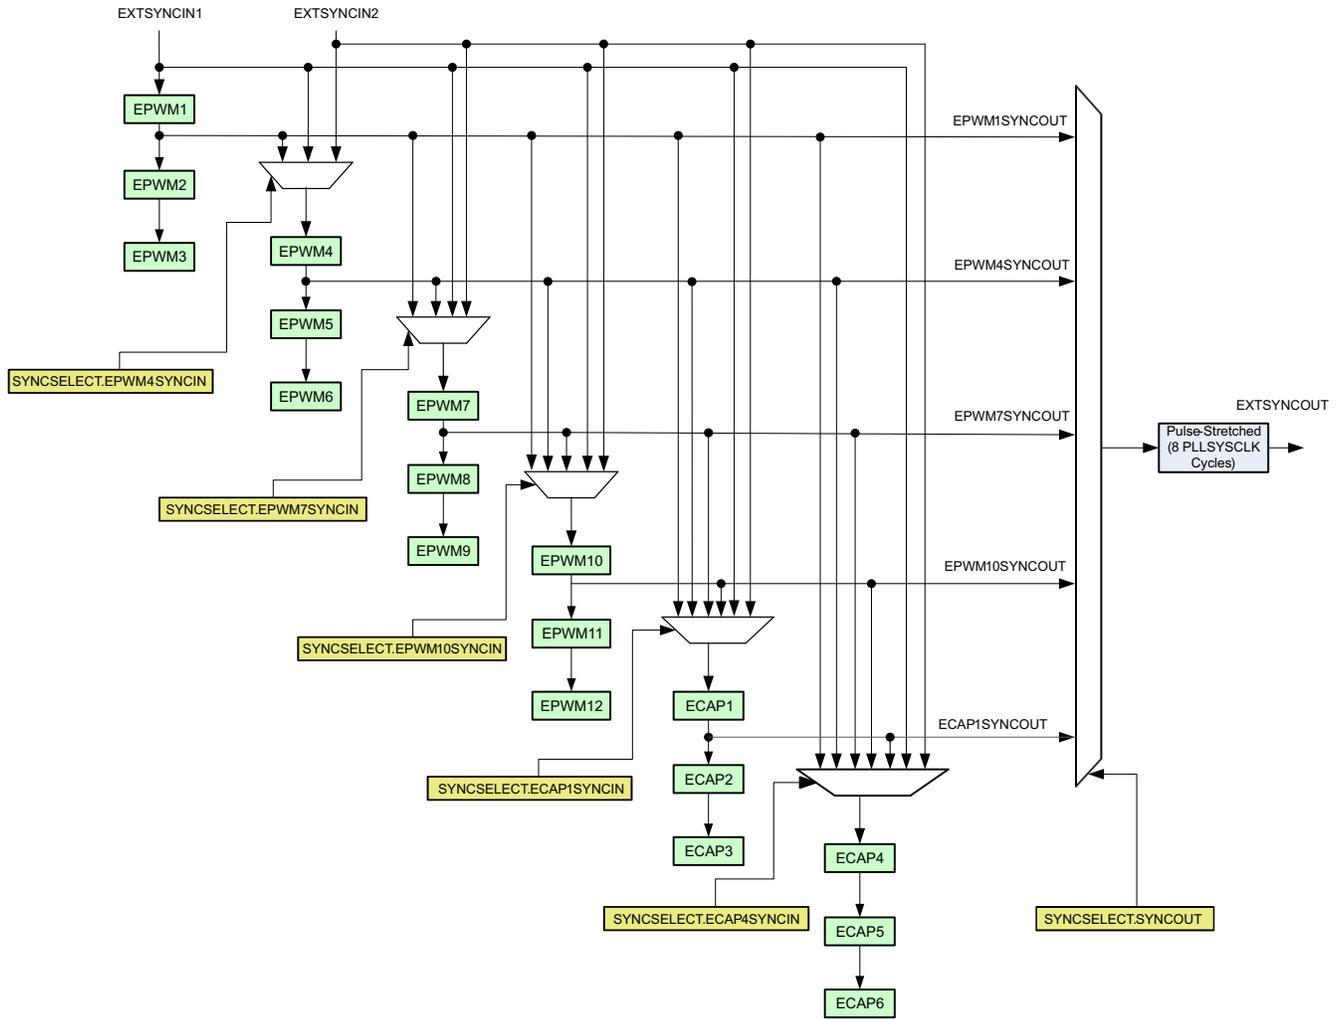 EXTSYNCIN1
EXTSYNCIN2
EPWM1
EPWM1SYNCOUT
EPWM2
EPWM3
EPWM4
EPWM4SYNCOUT
EPWM5
SYNCSELECT.EPWM4SYNCIN
EPWM6
EPWM7
EPWM7SYNCOUT
EXTSYNCOUT
Pulse-Stretched
(8 PLLSYSCLK
Cycles)
EPWM8
SYNCSELECT.EPWM7SYNCIN
EPWM9
EPWM10
EPWM10SYNCOUT
EPWM11
SYNCSELECT.EPWM10SYNCIN
EPWM12
ECAP1
ECAP1SYNCOUT
ECAP2
SYNCSELECT.ECAP1SYNCIN
ECAP3
ECAP4
SYNCSELECT.ECAP4SYNCIN
SYNCSELECT.SYNCOUT
ECAP5
ECAP6